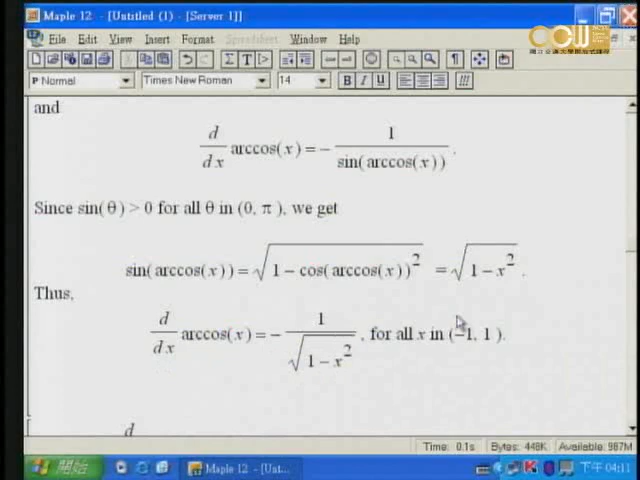 Maple 12 - [Untitled (1) - [Server 1]]
File Edit View Insert Format Spreadsheet Window Help
P Normal Times New Roman 14 B I U
and
d/dx arccos(x) = - 1/sin(arccos(x)) .
Since sin(θ) > 0 for all θ in (0, π ), we get
sin(arccos(x)) = √(1 - cos(arccos(x))²) = √(1 - x²) .
Thus,
d/dx arccos(x) = - 1/√(1 - x²) , for all x in (-1, 1 ).
d
Time: 0.1s Bytes: 448K Available: 987M
開始 Maple 12 - [Unt... 下午 04:11